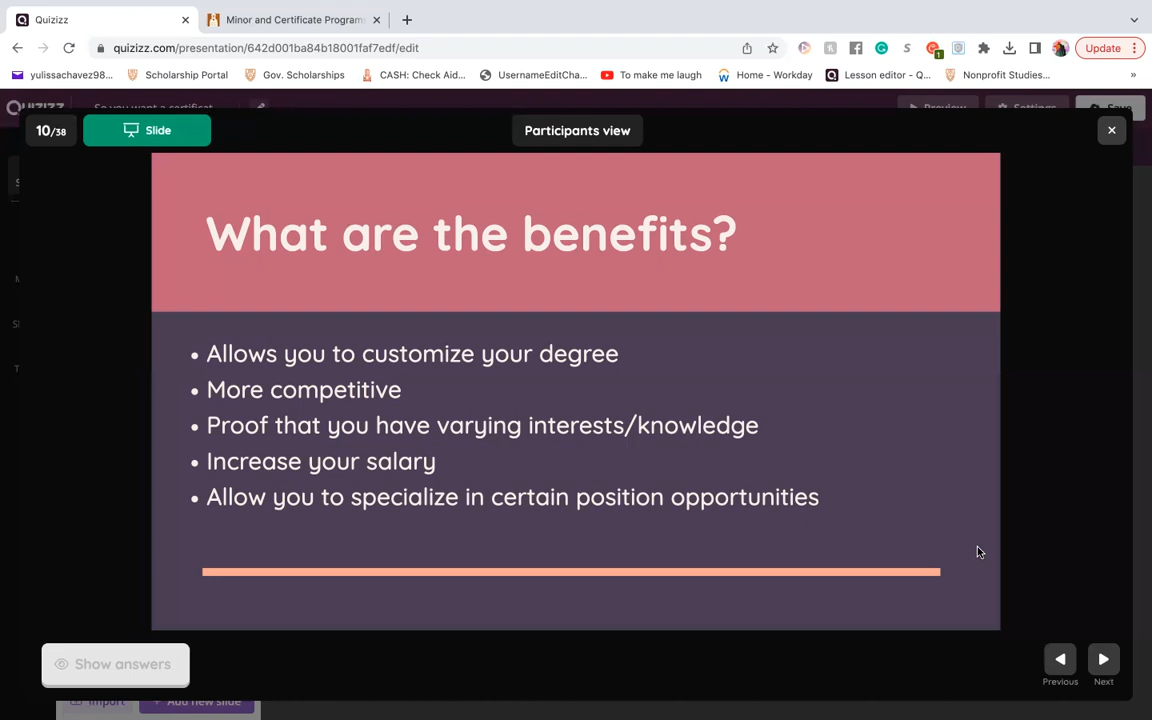 Quizizz
Minor and Certificate Program
quizizz.com/presentation/642d001ba84b18001faf7edf/edit
1
Update
yulissachavez98...
Scholarship Portal
Gov. Scholarships
CASH: Check Aid...
UsernameEditCha...
To make me laugh
Home - Workday
Lesson editor - Q...
Nonprofit Studies...
»
10/38
Slide
Participants view
What are the benefits?
• Allows you to customize your degree
• More competitive
• Proof that you have varying interests/knowledge
• Increase your salary
• Allow you to specialize in certain position opportunities
Show answers
Previous
Next
Import
+ Add new slide